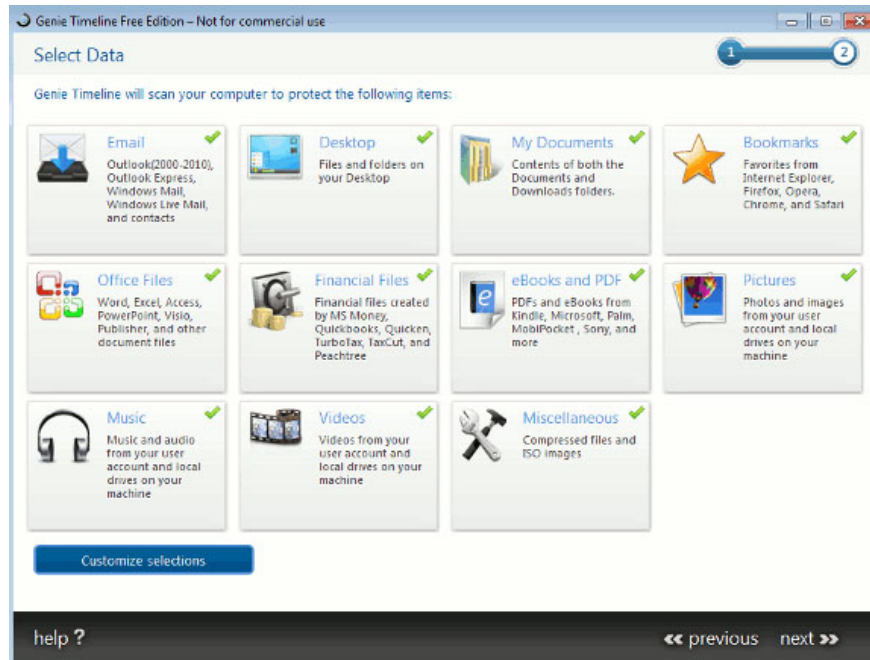 Genie Timeline Free Edition – Not for commercial use
Select Data
1
2
Genie Timeline will scan your computer to protect the following items:
Email
Outlook(2000-2010),
Outlook Express,
Windows Mail,
Windows Live Mail,
and contacts
Desktop
Files and folders on
your Desktop
My Documents
Contents of both the
Documents and
Downloads folders.
Bookmarks
Favorites from
Internet Explorer,
Firefox, Opera,
Chrome, and Safari
Office Files
Word, Excel, Access,
PowerPoint, Visio,
Publisher, and other
document files
Financial Files
Financial files created
by MS Money,
Quickbooks, Quicken,
TurboTax, TaxCut, and
Peachtree
eBooks and PDF
PDFs and eBooks from
Kindle, Microsoft, Palm,
MobiPocket , Sony, and
more
Pictures
Photos and images
from your user
account and local
drives on your
machine
Music
Music and audio
from your user
account and local
drives on your
machine
Videos
Videos from your
user account and
local drives on your
machine
Miscellaneous
Compressed files and
ISO images
Customize selections
help ?
previous
next